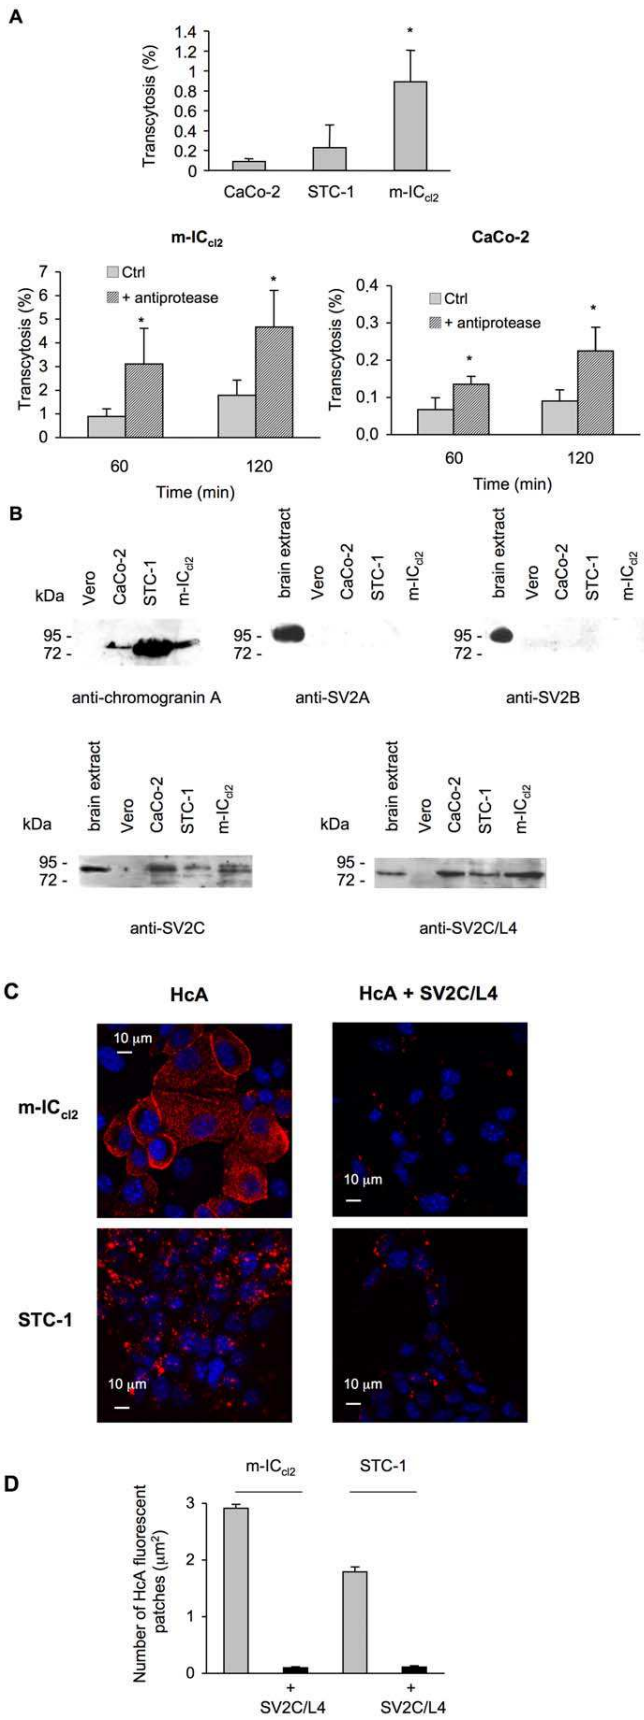 A
Transcytosis (%)
1.4
1.2
1
0.8
0.6
0.4
0.2
0
*
CaCo-2 STC-1 m-ICcl2
m-ICcl2
Transcytosis (%)
7
6
5
4
3
2
1
0
Ctrl
+ antiprotease
*
*
60 120
Time (min)
CaCo-2
Transcytosis (%)
0.4
0.3
0.2
0.1
0.0
Ctrl
+ antiprotease
*
*
60 120
Time (min)
B
kDa
Vero
CaCo-2
STC-1
m-ICcl2
95 -
72 -
anti-chromogranin A
brain extract
Vero
CaCo-2
STC-1
m-ICcl2
95 -
72 -
anti-SV2A
brain extract
Vero
CaCo-2
STC-1
m-ICcl2
95 -
72 -
anti-SV2B
kDa
brain extract
Vero
CaCo-2
STC-1
m-ICcl2
95 -
72 -
anti-SV2C
kDa
brain extract
Vero
CaCo-2
STC-1
m-ICcl2
95 -
72 -
anti-SV2C/L4
C
HcA HcA + SV2C/L4
m-ICcl2
10 µm
10 µm
STC-1
10 µm
10 µm
D
m-ICcl2 STC-1
Number of HcA fluorescent
patches (µm²)
3
2
1
0
+ +
SV2C/L4 SV2C/L4